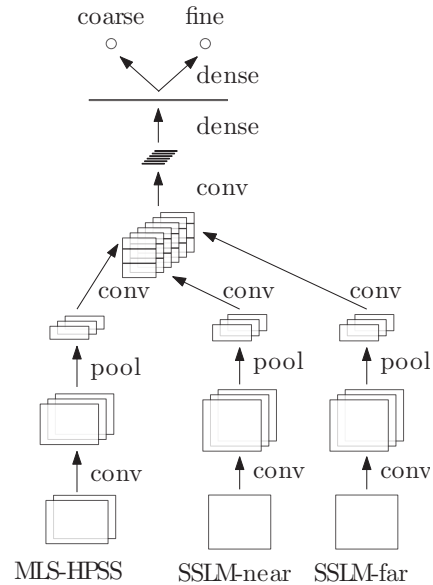 coarse fine
dense
dense
conv
conv conv conv
pool pool pool
conv conv conv
MLS-HPSS SSLM-near SSLM-far